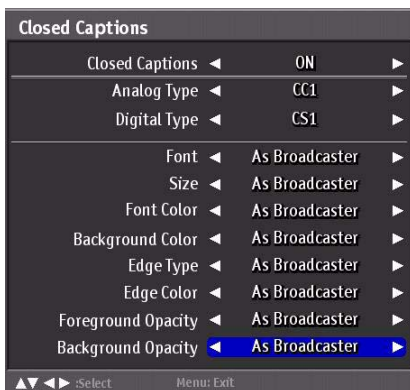 Closed Captions
Closed Captions ◀ ON ▶
Analog Type ◀ CC1 ▶
Digital Type ◀ CS1 ▶
Font ◀ As Broadcaster ▶
Size ◀ As Broadcaster ▶
Font Color ◀ As Broadcaster ▶
Background Color ◀ As Broadcaster ▶
Edge Type ◀ As Broadcaster ▶
Edge Color ◀ As Broadcaster ▶
Foreground Opacity ◀ As Broadcaster ▶
Background Opacity ◀ As Broadcaster ▶
▲▼ ◀▶ :Select Menu: Exit